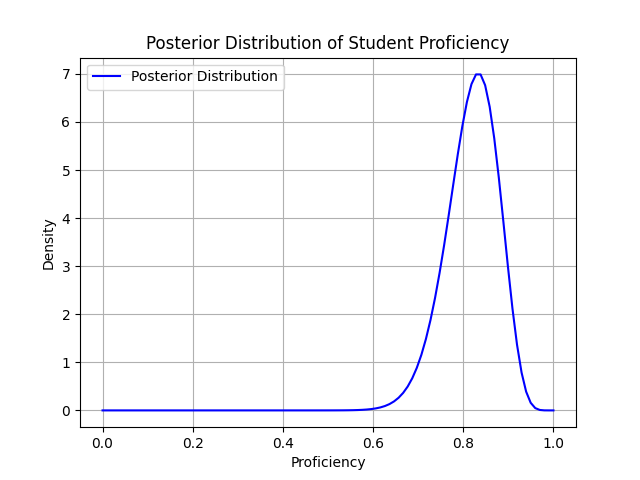 Posterior Distribution of Student Proficiency
Posterior Distribution
7
6
5
4
3
2
1
0
Density
0.0 0.2 0.4 0.6 0.8 1.0
Proficiency